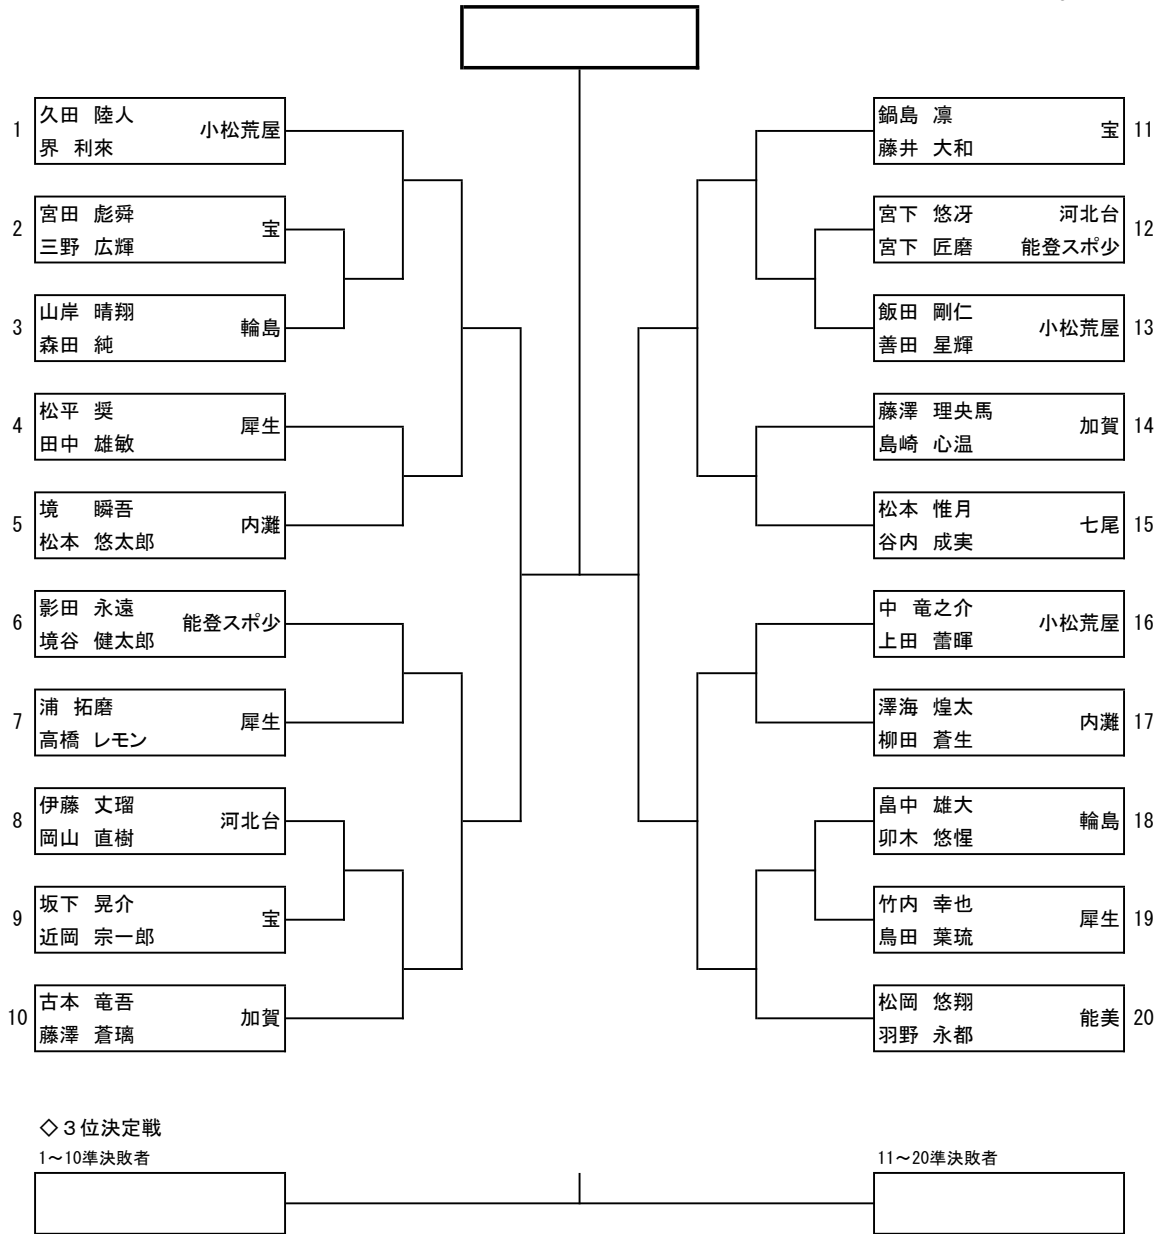 1
久田 陸人
小松荒屋
界 利來
2
宮田 彪舜
宝
三野 広輝
3
山岸 晴翔
輪島
森田 純
4
松平 奨
犀生
田中 雄敏
5
境 瞬吾
内灘
松本 悠太郎
6
影田 永遠
能登スポ少
境谷 健太郎
7
浦 拓磨
犀生
高橋 レモン
8
伊藤 丈瑠
河北台
岡山 直樹
9
坂下 晃介
宝
近岡 宗一郎
10
古本 竜吾
加賀
藤澤 蒼璃
鍋島 凛
宝 11
藤井 大和
宮下 悠冴 河北台
12
宮下 匠磨 能登スポ少
飯田 剛仁
小松荒屋 13
善田 星輝
藤澤 理央馬
加賀 14
島崎 心温
松本 惟月
七尾 15
谷内 成実
中 竜之介
小松荒屋 16
上田 蕾暉
澤海 煌太
内灘 17
柳田 蒼生
畠中 雄大
輪島 18
卯木 悠惺
竹内 幸也
犀生 19
鳥田 葉琉
松岡 悠翔
能美 20
羽野 永都
◇3位決定戦
1～10準決敗者
11～20準決敗者